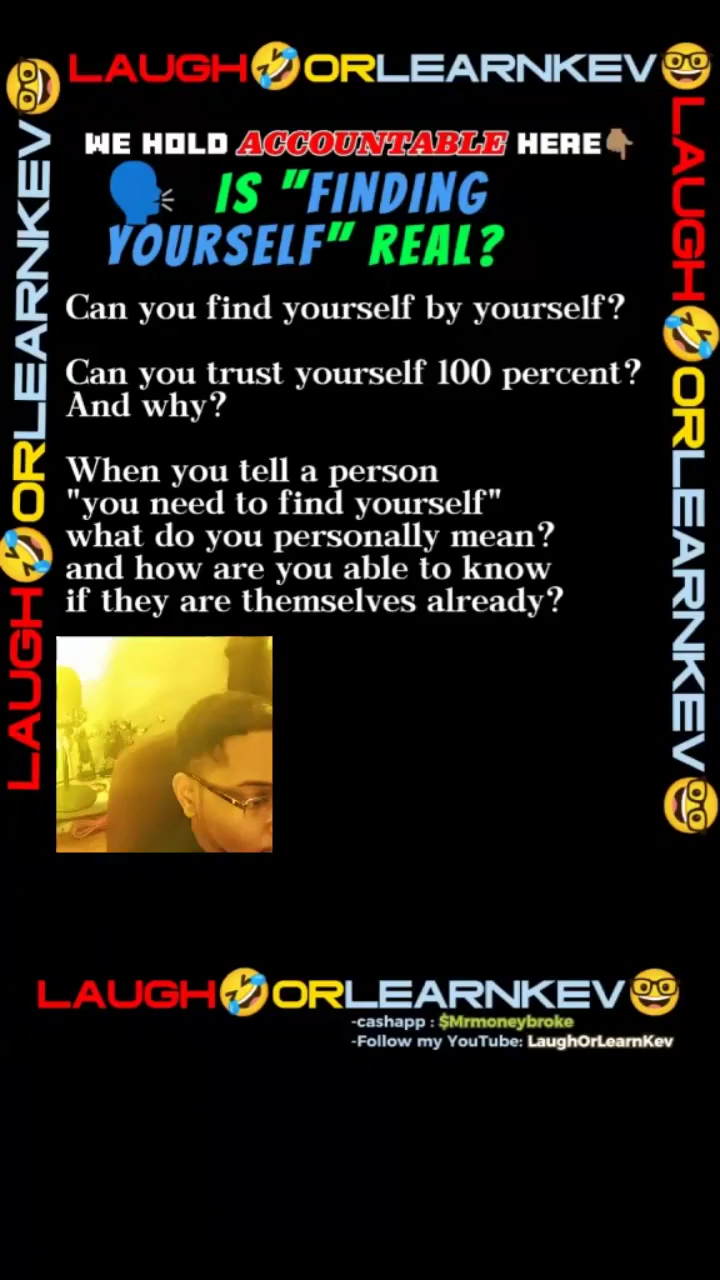 LAUGH🤣ORLEARNKEV🤓
WE HOLD ACCOUNTABLE HERE👇🏽
🗣 IS "FINDING
YOURSELF" REAL?
Can you find yourself by yourself?
Can you trust yourself 100 percent?
And why?
When you tell a person
"you need to find yourself"
what do you personally mean?
and how are you able to know
if they are themselves already?
LAUGH🤣ORLEARNKEV🤓
LAUGH🤣ORLEARNKEV🤓
LAUGH🤣ORLEARNKEV🤓
-cashapp : $Mrmoneybroke
-Follow my YouTube: LaughOrLearnKev